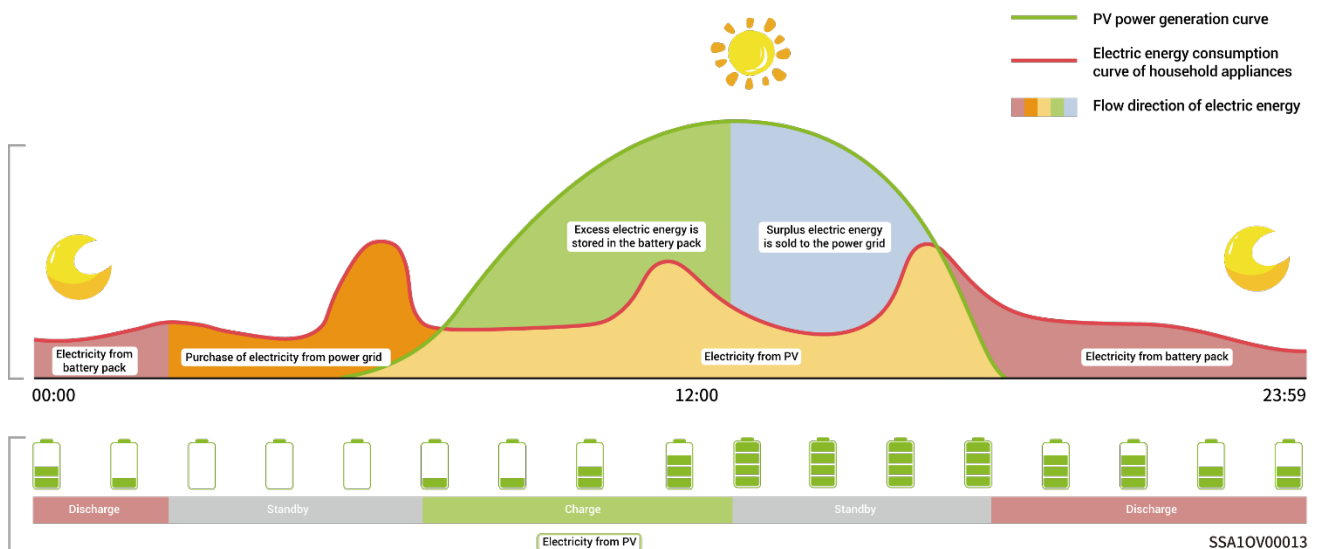 PV power generation curve
Electric energy consumption
curve of household appliances
Flow direction of electric energy
Excess electric energy is
stored in the battery pack
Surplus electric energy
is sold to the power grid
Electricity from
battery pack
Purchase of electricity from power grid
Electricity from PV
Electricity from battery pack
00:00
12:00
23:59
Discharge
Standby
Charge
Standby
Discharge
Electricity from PV
SSA1OV00013